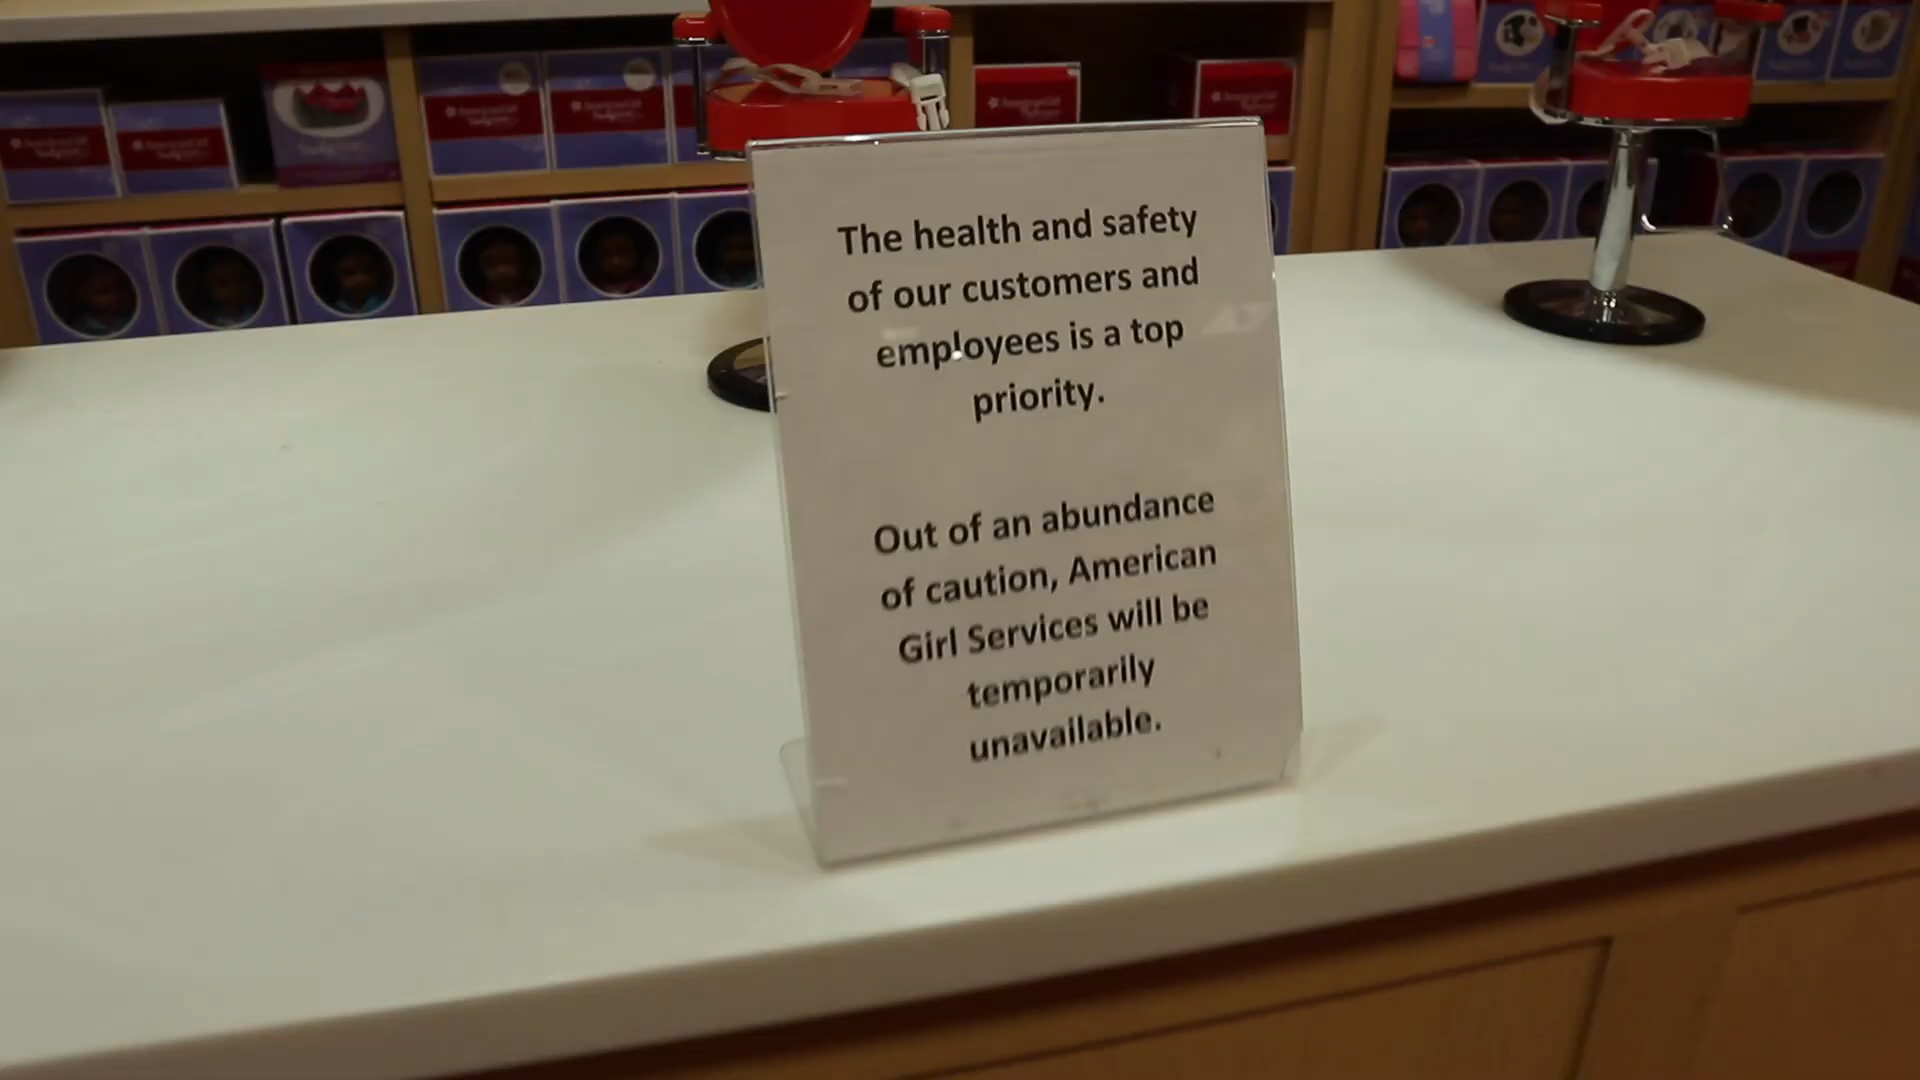 The health and safety
of our customers and
employees is a top
priority.
Out of an abundance
of caution, American
Girl Services will be
temporarily
unavailable.